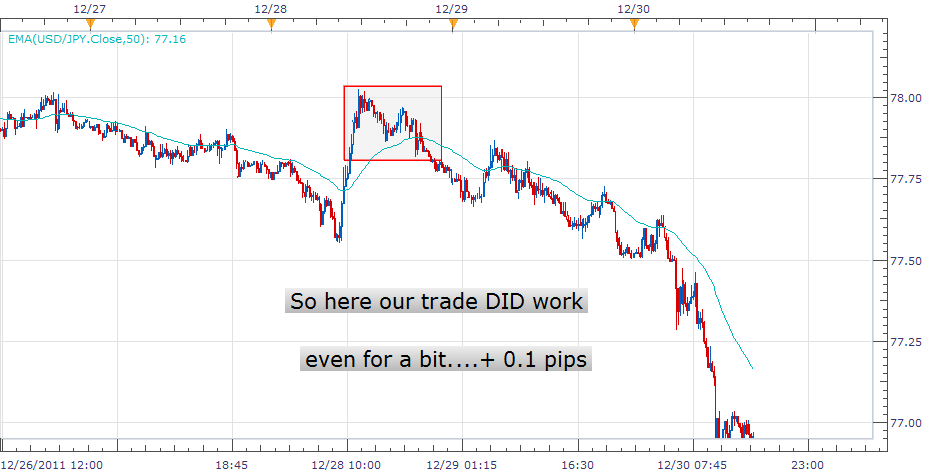 12/27 12/28 12/29 12/30
EMA(USD/JPY.Close,50): 77.16
78.00
77.75
77.50
So here our trade DID work
77.25
even for a bit....+ 0.1 pips
77.00
12/26/2011 12:00 18:45 12/28 10:00 12/29 01:15 16:30 12/30 07:45 23:00